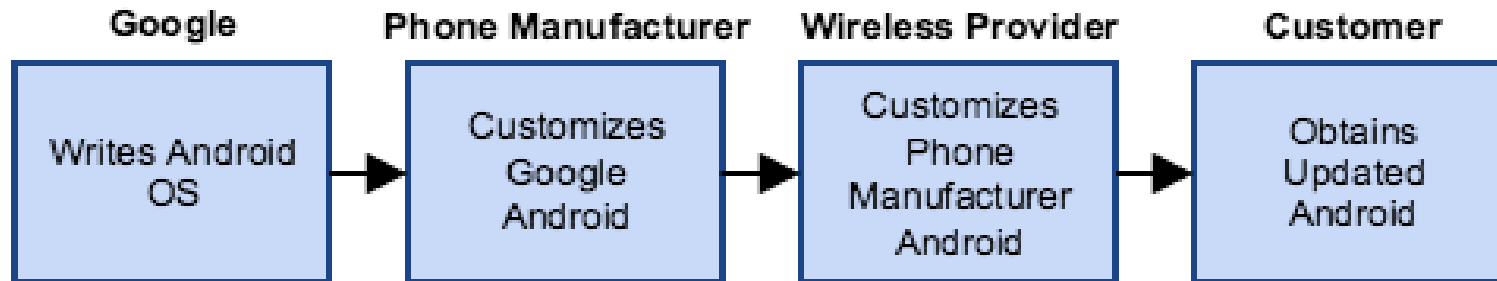 Google
Writes Android
OS
Phone Manufacturer
Customizes
Google
Android
Wireless Provider
Customizes
Phone
Manufacturer
Android
Customer
Obtains
Updated
Android